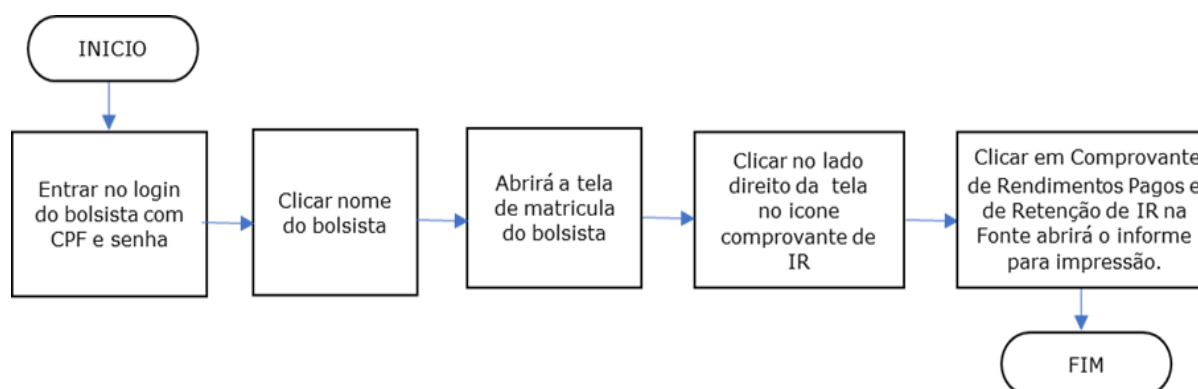 INICIO
Entrar no login
do bolsista com
CPF e senha
Clicar nome
do bolsista
Abrirá a tela
de matricula
do bolsista
Clicar no lado
direito da tela
no icone
comprovante de
IR
Clicar em Comprovante
de Rendimentos Pagos e
de Retenção de IR na
Fonte abrirá o informe
para impressão.
FIM